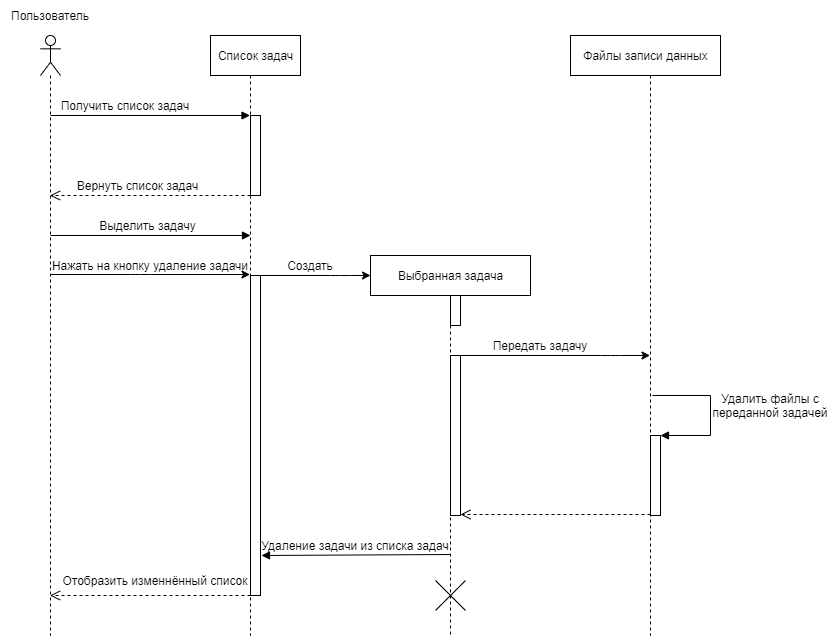 Пользователь
Список задач
Файлы записи данных
Получить список задач
Вернуть список задач
Выделить задачу
Нажать на кнопку удаление задачи
Создать
Выбранная задача
Передать задачу
Удалить файлы с
переданной задачей
Удаление задачи из списка задач
Отобразить изменнённый список